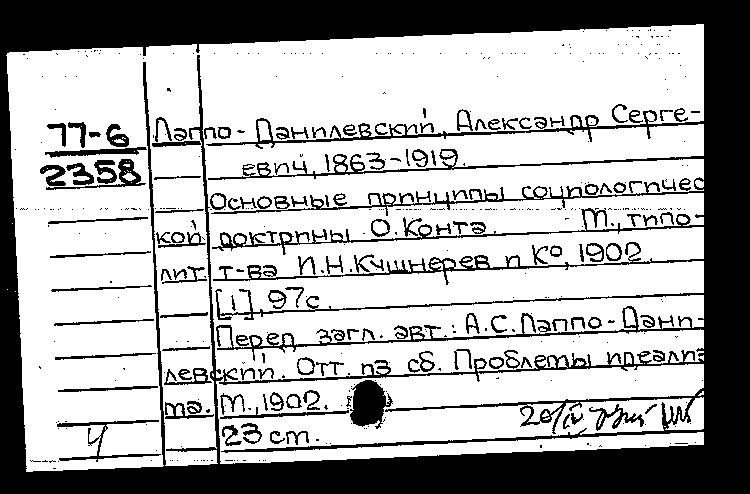 77-6 Лаппо-Данилевский, Александр Серге-
2358 евич, 1863-1919.
Основные принципы социологичес
кой доктрины О.Конта. М., типо-
лит. т-ва И.Н.Кушнерев и К⁰, 1902.
[1], 97с.
Перед загл. авт.: А.С.Лаппо-Дани-
левский. Отт. из сб. Проблемы идеализ
ма. М., 1902.
4 23 ст.